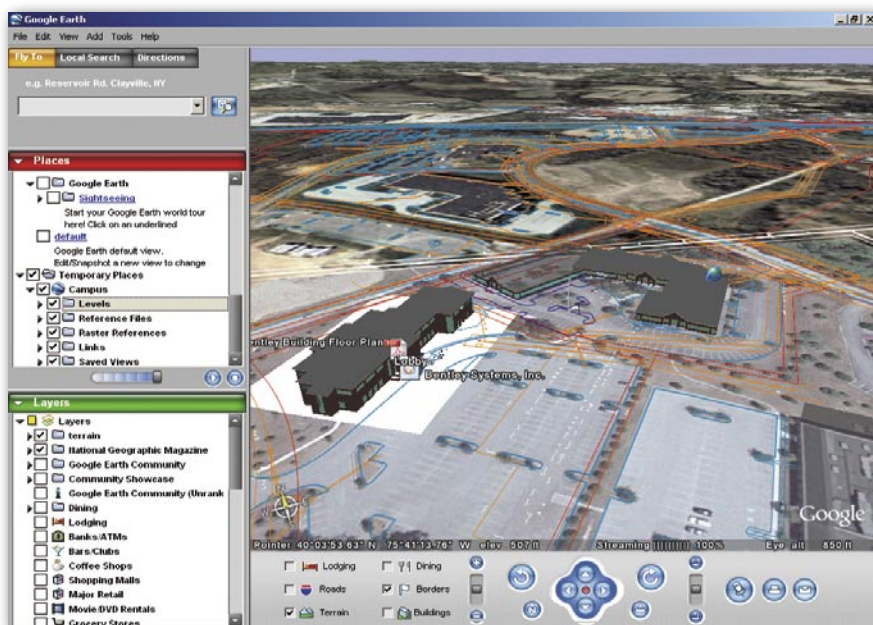 Google Earth
File Edit View Add Tools Help
Fly To Local Search Directions
e.g. Reservoir Rd. Clayville, NY
Places
Google Earth
Sightseeing
Start your Google Earth world tour
here! Click on an underlined
default
Google Earth default view.
Edit/Snapshot a new view to change
Temporary Places
Campus
Levels
Reference Files
Raster References
Links
Saved Views
Layers
Layers
terrain
National Geographic Magazine
Google Earth Community
Community Showcase
Google Earth Community (Unrank
Dining
Lodging
Banks/ATMs
Bars/Clubs
Coffee Shops
Shopping Malls
Major Retail
Movie/DVD Rentals
Grocery Stores
entley Building Floor Plan
Lobby
Bentley Systems, Inc.
Google
Pointer 40°03'53.63" N 75°41'13.76" W elev 507 ft Streaming |||||||||| 100% Eye alt 850 ft
Lodging Dining
Roads Borders
Terrain Buildings
N